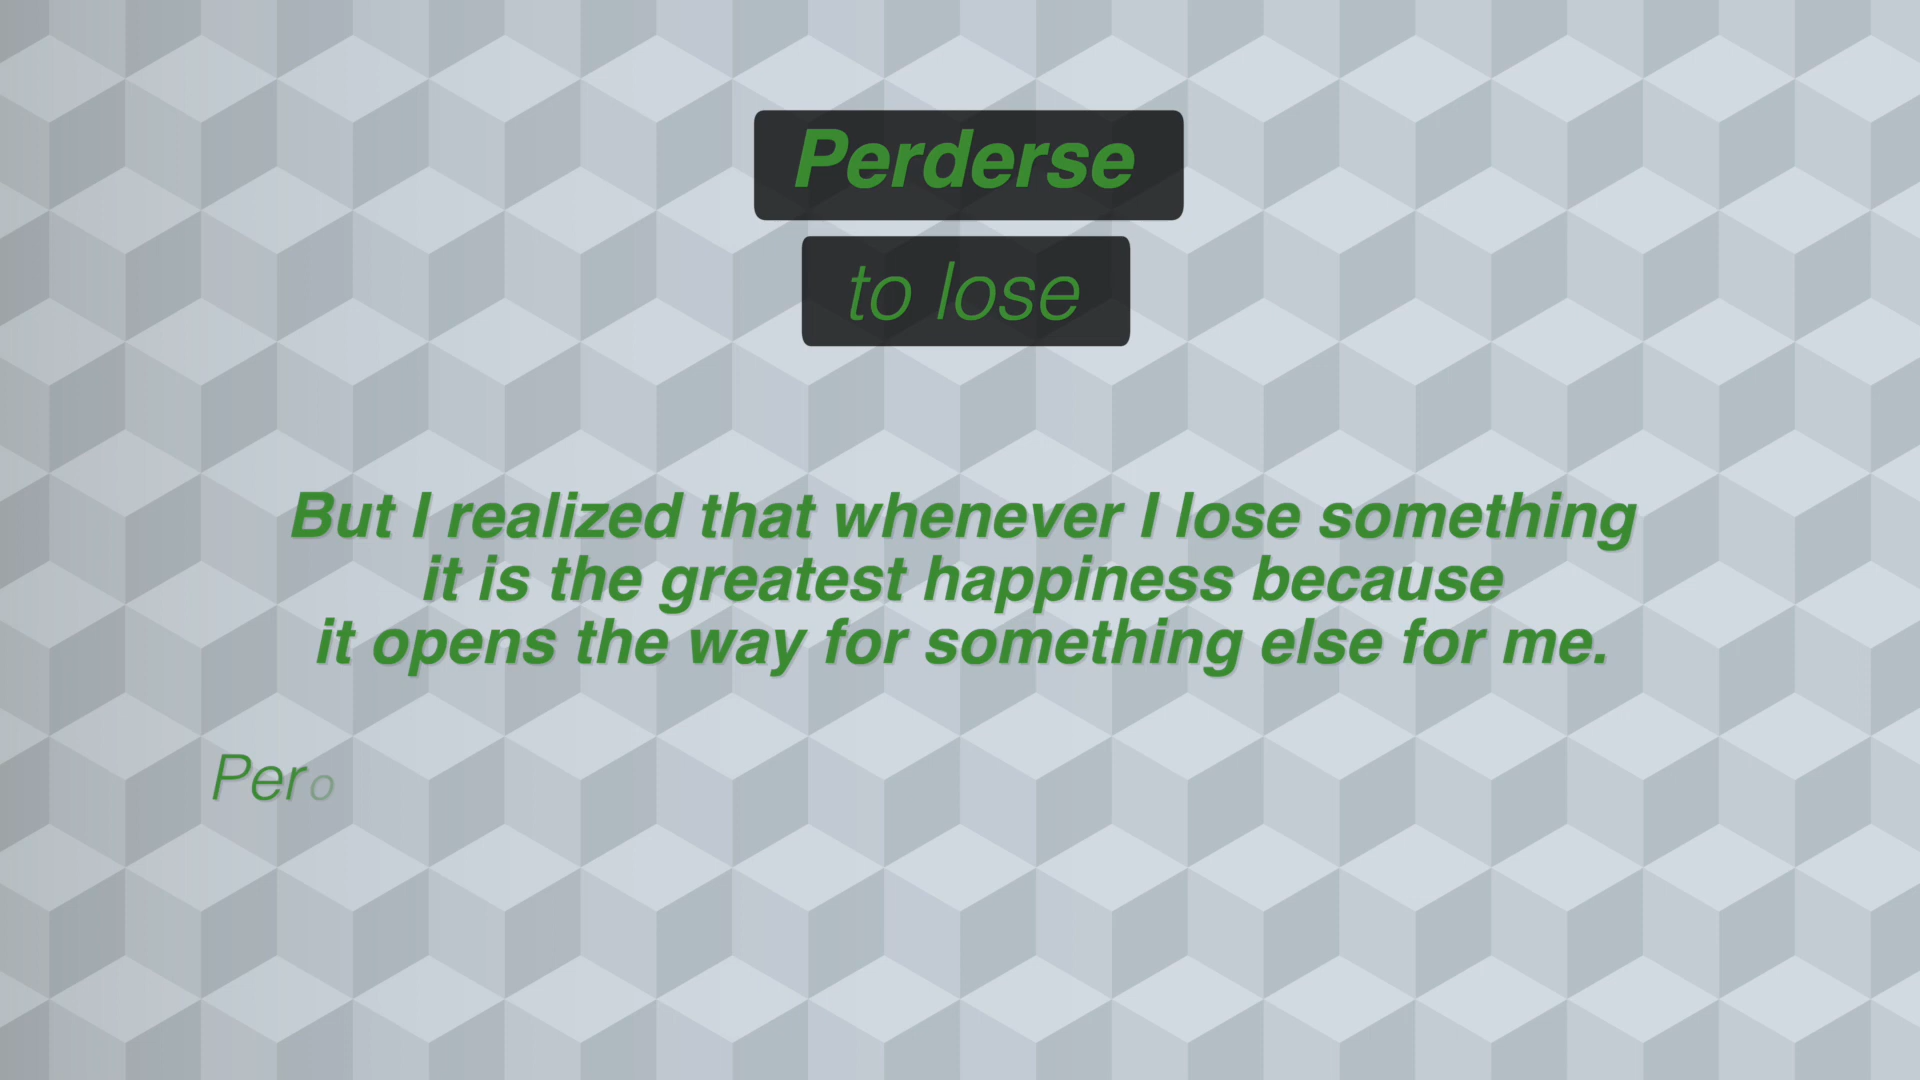 Perderse
to lose
But I realized that whenever I lose something
it is the greatest happiness because
it opens the way for something else for me.
Pero